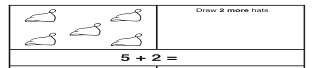 Draw 2 more hats
5 + 2 =